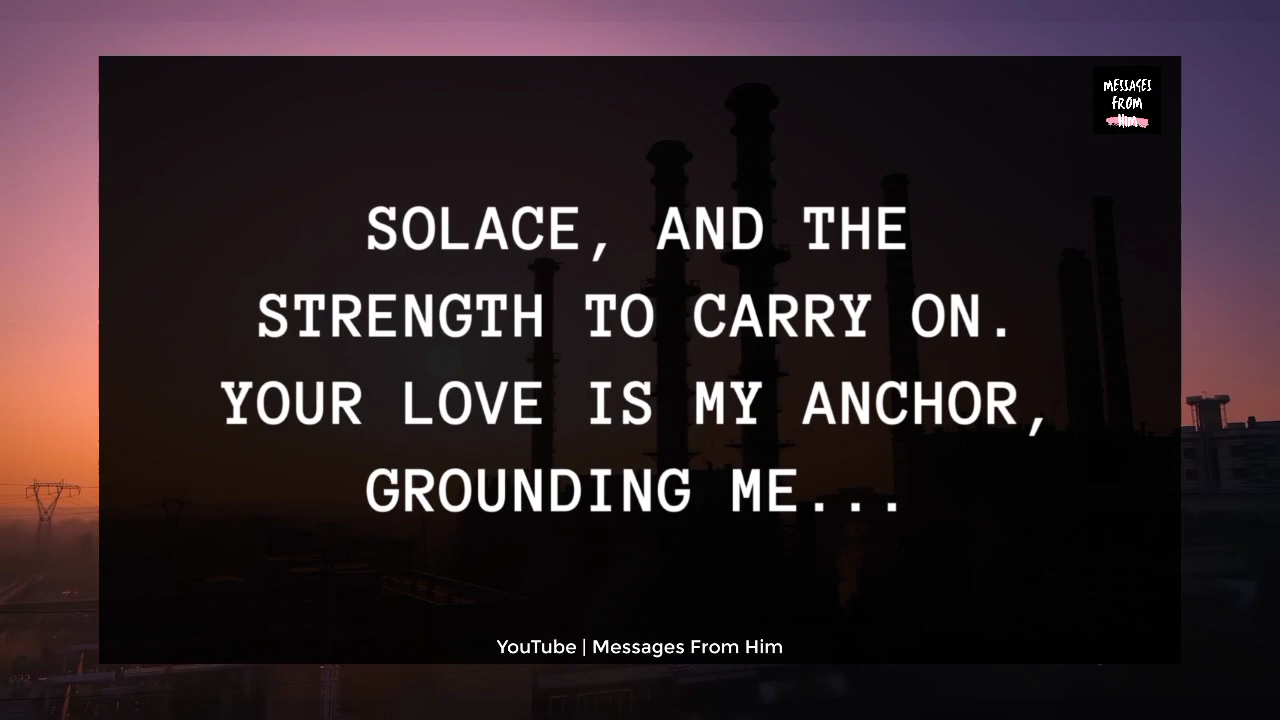 MESSAGES
FROM
Him
SOLACE, AND THE
STRENGTH TO CARRY ON.
YOUR LOVE IS MY ANCHOR,
GROUNDING ME...
YouTube | Messages From Him